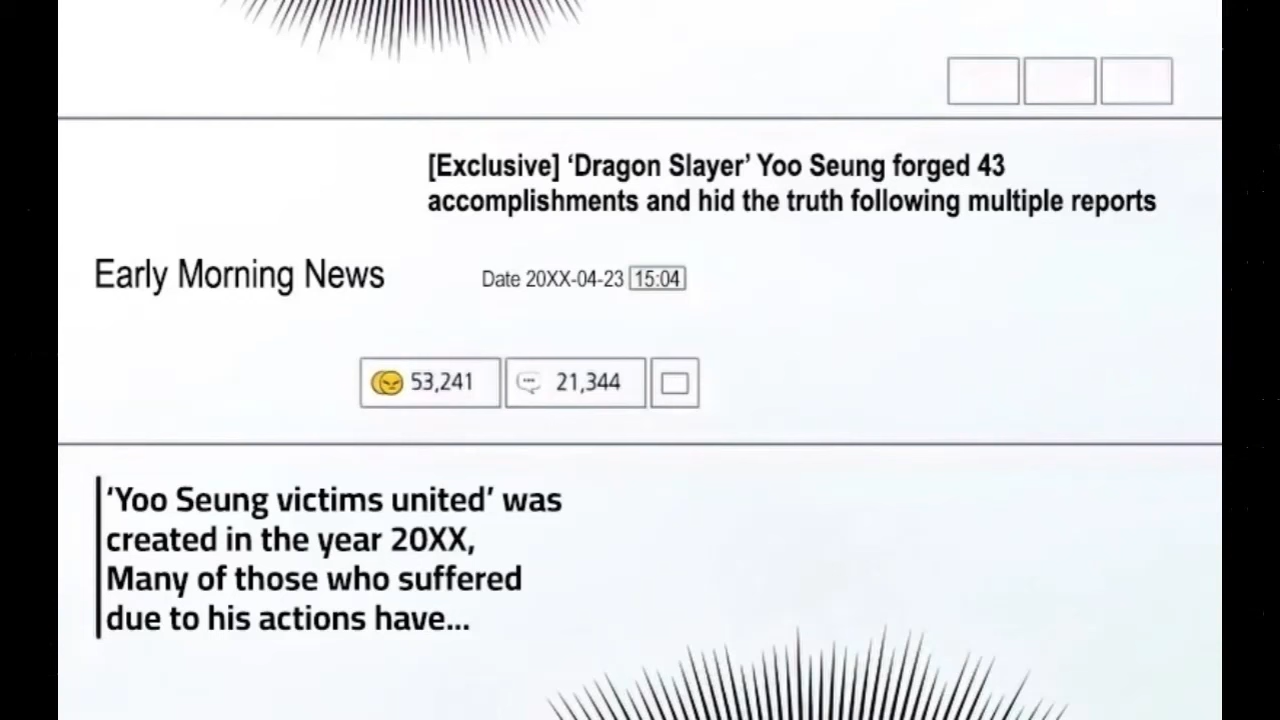 [Exclusive] ‘Dragon Slayer’ Yoo Seung forged 43
accomplishments and hid the truth following multiple reports
Early Morning News
Date 20XX-04-23 15:04
53,241
21,344
‘Yoo Seung victims united’ was
created in the year 20XX,
Many of those who suffered
due to his actions have...